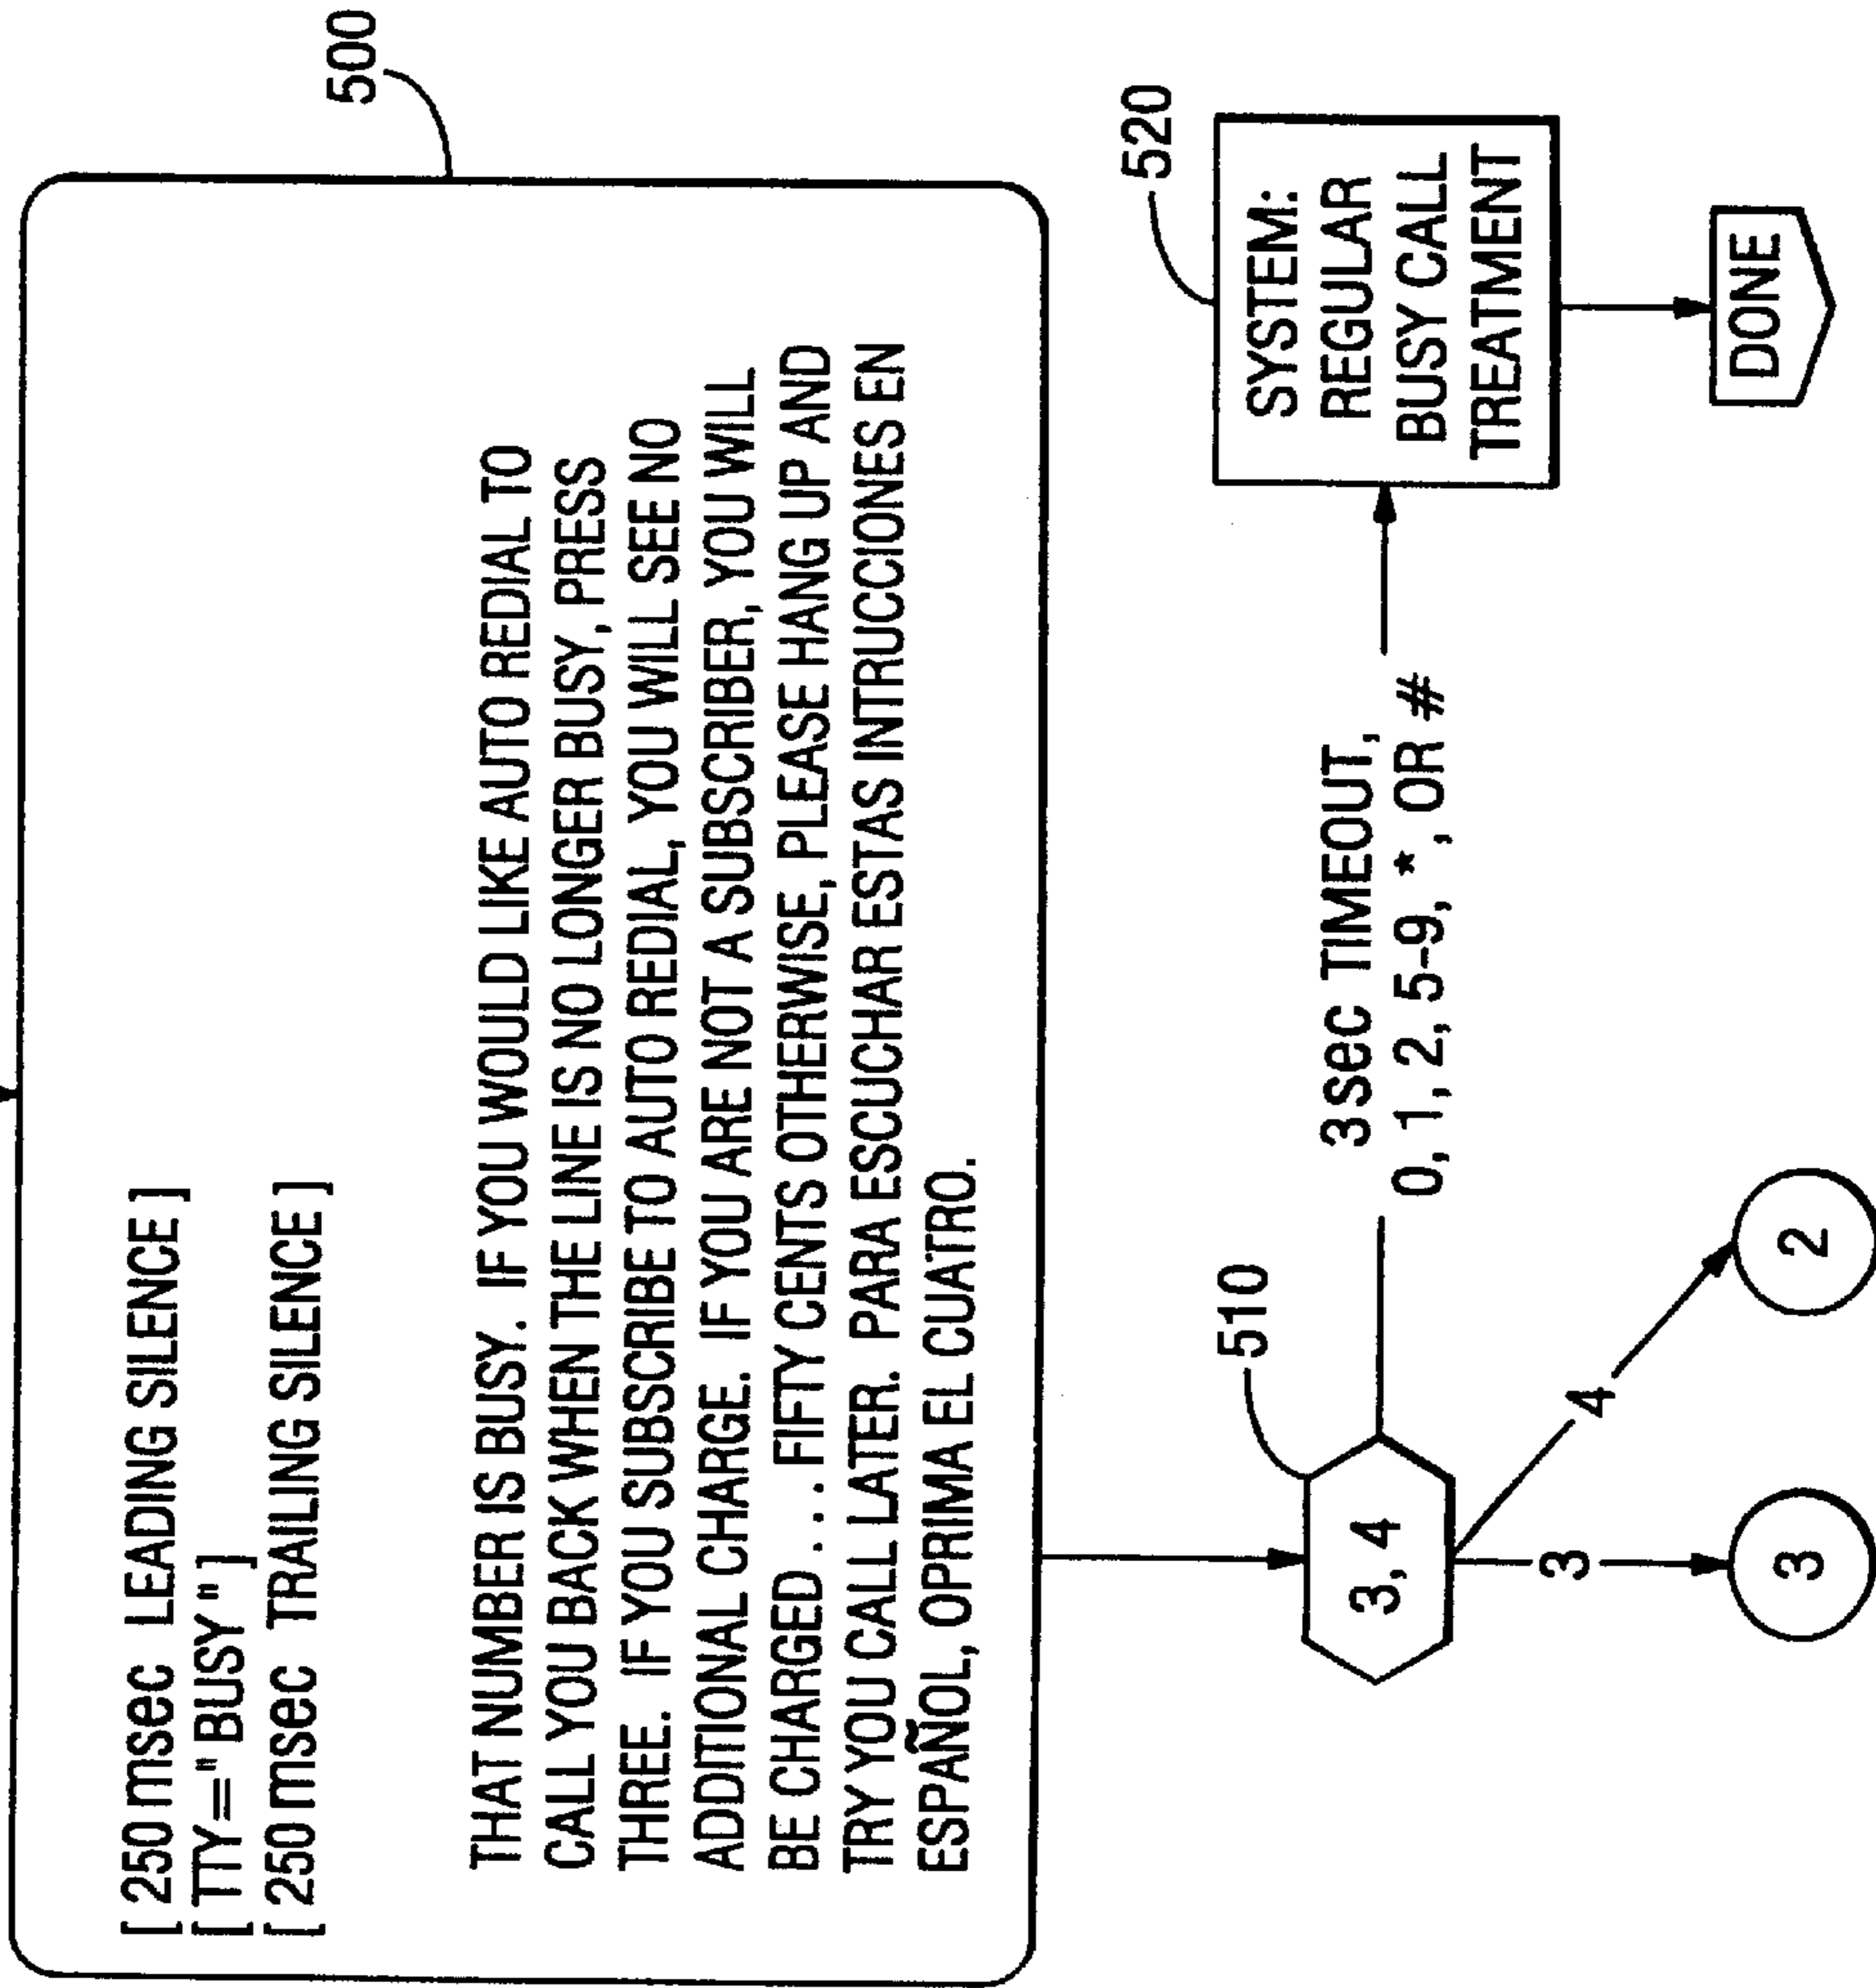 500
[ 250 msec LEADING SILENCE ]
[ TTY="BUSY" ]
[ 250 msec TRAILING SILENCE ]
THAT NUMBER IS BUSY. IF YOU WOULD LIKE AUTO REDIAL TO
CALL YOU BACK WHEN THE LINE IS NO LONGER BUSY, PRESS
THREE. IF YOU SUBSCRIBE TO AUTO REDIAL, YOU WILL SEE NO
ADDITIONAL CHARGE. IF YOU ARE NOT A SUBSCRIBER, YOU WILL
BE CHARGED ... FIFTY CENTS OTHERWISE, PLEASE HANG UP AND
TRY YOU CALL LATER. PARA ESCUCHAR ESTAS INTRUCCIONES EN
ESPAÑOL, OPRIMA EL CUATRO.
510
3, 4
3sec TIMEOUT,
0, 1, 2, 5-9, *, OR #
520
SYSTEM:
REGULAR
BUSY CALL
TREATMENT
DONE
3
4
3
2